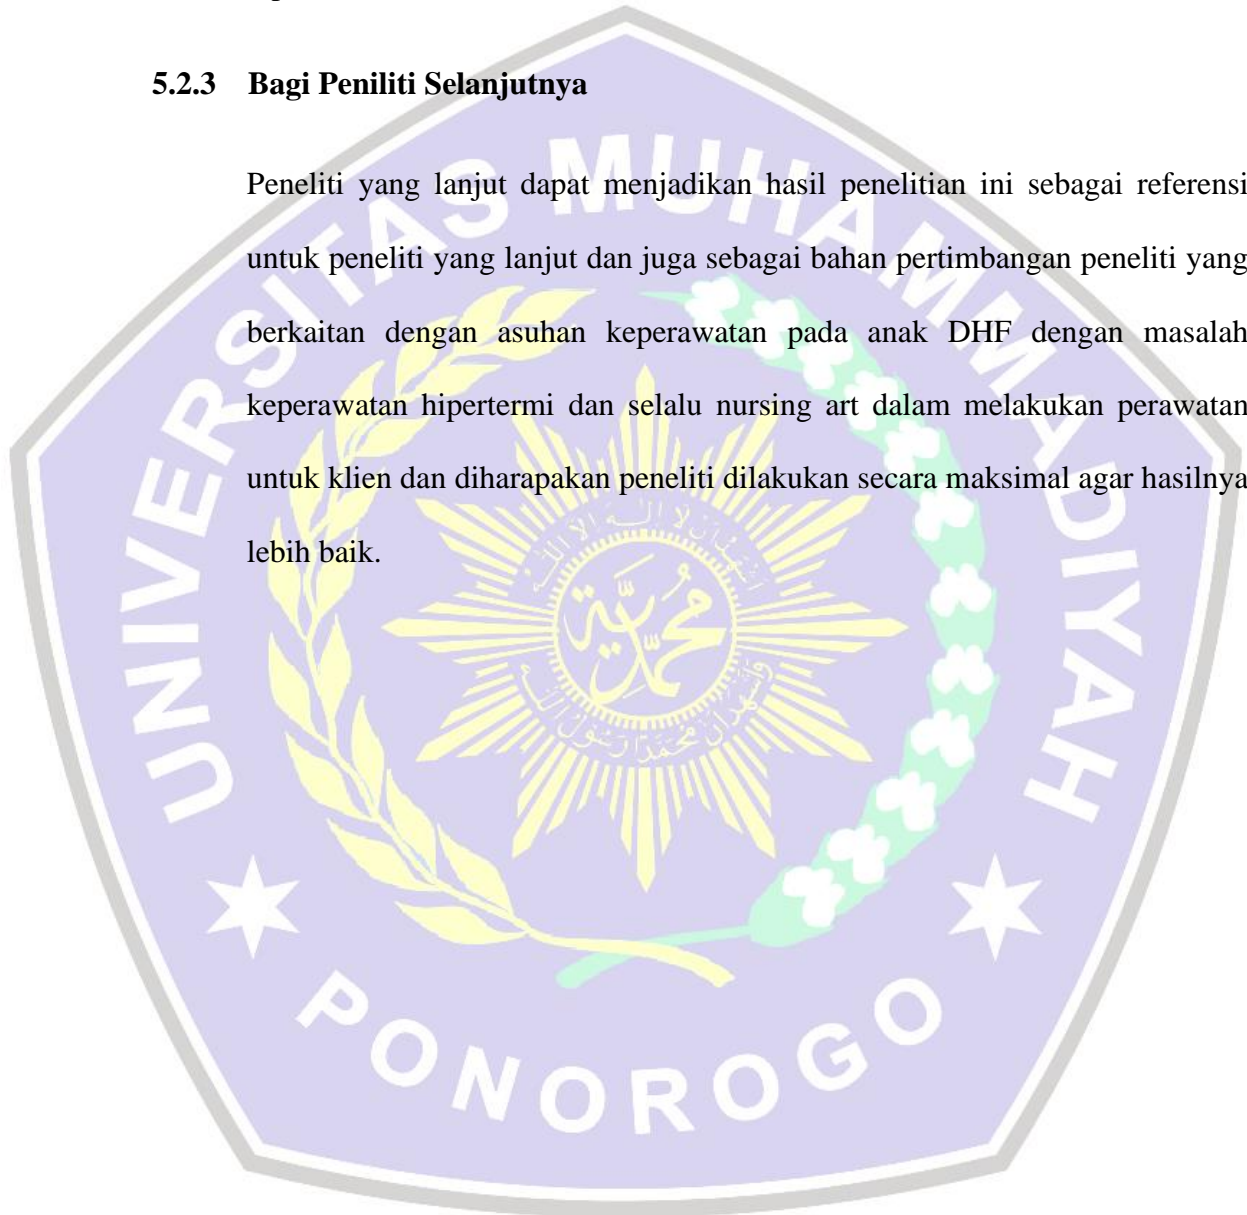 5.2.3 Bagi Peniliti Selanjutnya
Peneliti yang lanjut dapat menjadikan hasil penelitian ini sebagai referensi
untuk peneliti yang lanjut dan juga sebagai bahan pertimbangan peneliti yang
berkaitan dengan asuhan keperawatan pada anak DHF dengan masalah
keperawatan hipertermi dan selalu nursing art dalam melakukan perawatan
untuk klien dan diharapakan peneliti dilakukan secara maksimal agar hasilnya
lebih baik.
UNIVERSITAS MUHAMMADIYAH
PONOROGO